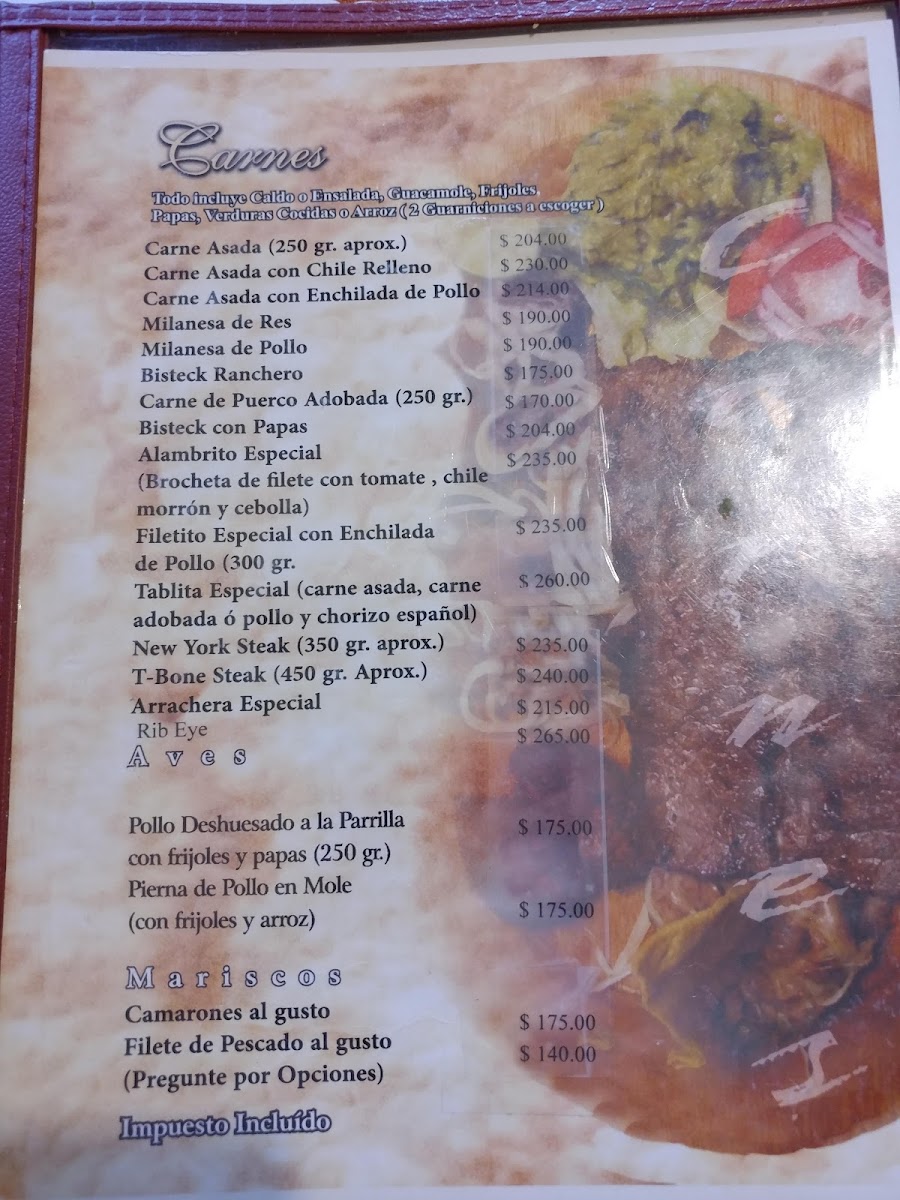 Carnes
Todo incluye Caldo o Ensalada, Guacamole, Frijoles
Papas, Verduras Cocidas o Arroz ( 2 Guarniciones a escoger )
Carne Asada (250 gr. aprox.) $ 204.00
Carne Asada con Chile Relleno $ 230.00
Carne Asada con Enchilada de Pollo $ 214.00
Milanesa de Res $ 190.00
Milanesa de Pollo $ 190.00
Bisteck Ranchero $ 175.00
Carne de Puerco Adobada (250 gr.) $ 170.00
Bisteck con Papas $ 204.00
Alambrito Especial $ 235.00
(Brocheta de filete con tomate , chile
morrón y cebolla)
Filetito Especial con Enchilada $ 235.00
de Pollo (300 gr.
Tablita Especial (carne asada, carne $ 260.00
adobada ó pollo y chorizo español)
New York Steak (350 gr. aprox.) $ 235.00
T-Bone Steak (450 gr. Aprox.) $ 240.00
Arrachera Especial $ 215.00
Rib Eye $ 265.00
Aves
Pollo Deshuesado a la Parrilla $ 175.00
con frijoles y papas (250 gr.)
Pierna de Pollo en Mole
(con frijoles y arroz) $ 175.00
Mariscos
Camarones al gusto $ 175.00
Filete de Pescado al gusto $ 140.00
(Pregunte por Opciones)
Impuesto Incluído